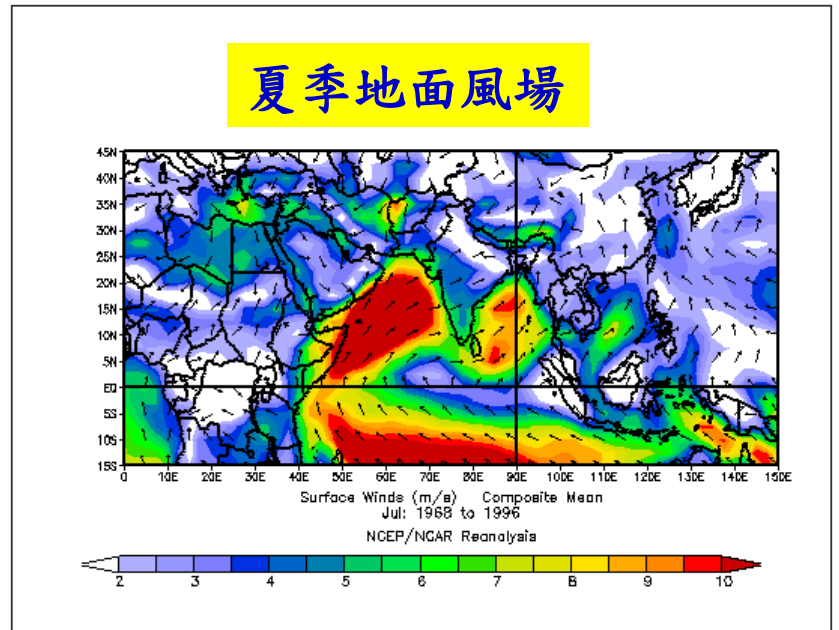 夏季地面風場
45N
40N
35N
30N
25N
20N
15N
10N
5N
EQ
5S
10S
15S
0 10E 20E 30E 40E 50E 60E 70E 80E 90E 100E 110E 120E 130E 140E 150E
Surface Winds (m/s) Composite Mean
Jul: 1968 to 1996
NCEP/NCAR Reanalysis
2 3 4 5 6 7 8 9 10